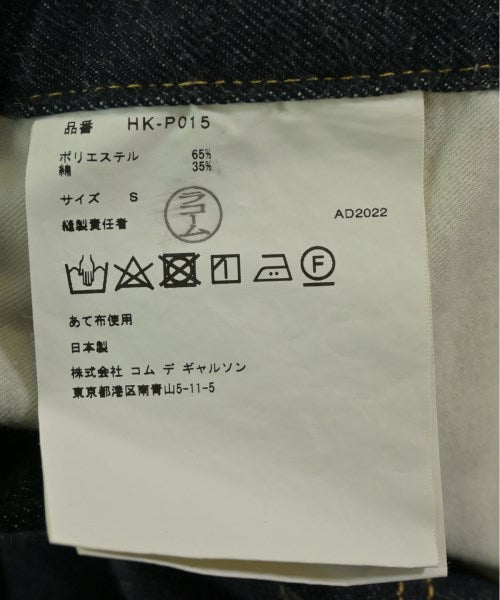 品番 HK-P015
ポリエステル 65%
綿 35%
サイズ S
縫製責任者 ラコーム
AD2022
F
あて布使用
日本製
株式会社 コム デ ギャルソン
東京都港区南青山5-11-5